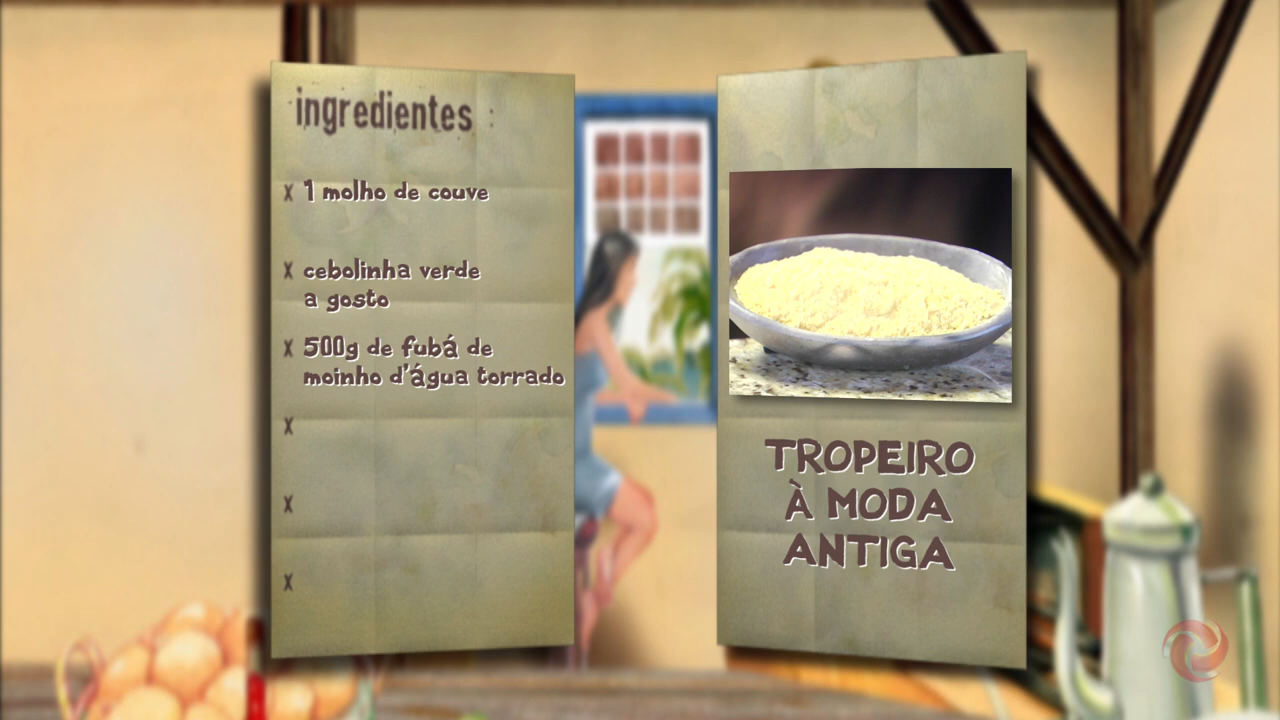 ingredientes :
x 1 molho de couve
x cebolinha verde
a gosto
x 500g de fubá de
moinho d'água torrado
x
x
x
TROPEIRO
À MODA
ANTIGA